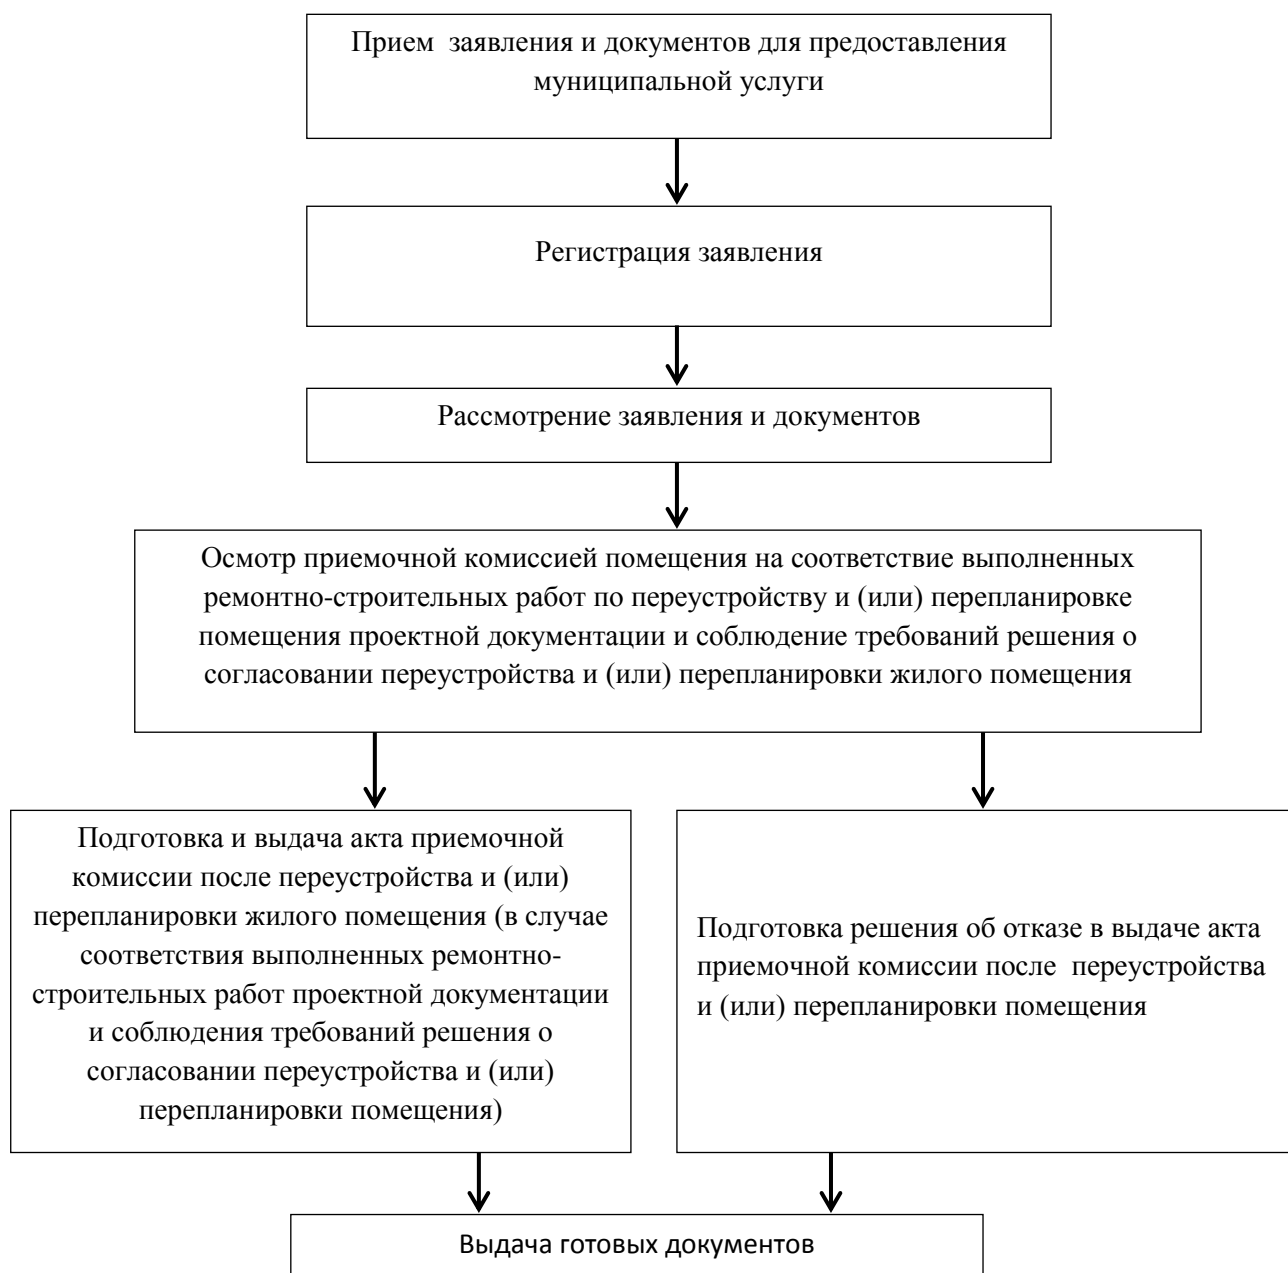 Прием  заявления и документов для предоставления
муниципальной услуги
Регистрация заявления
Рассмотрение заявления и документов
Осмотр приемочной комиссией помещения на соответствие выполненных
ремонтно-строительных работ по переустройству и (или) перепланировке
помещения проектной документации и соблюдение требований решения о
согласовании переустройства и (или) перепланировки жилого помещения
Подготовка и выдача акта приемочной
комиссии после переустройства и (или)
перепланировки жилого помещения (в случае
соответствия выполненных ремонтно-
строительных работ проектной документации
и соблюдения требований решения о
согласовании переустройства и (или)
перепланировки помещения)
Подготовка решения об отказе в выдаче акта
приемочной комиссии после  переустройства
и (или) перепланировки помещения
Выдача готовых документов